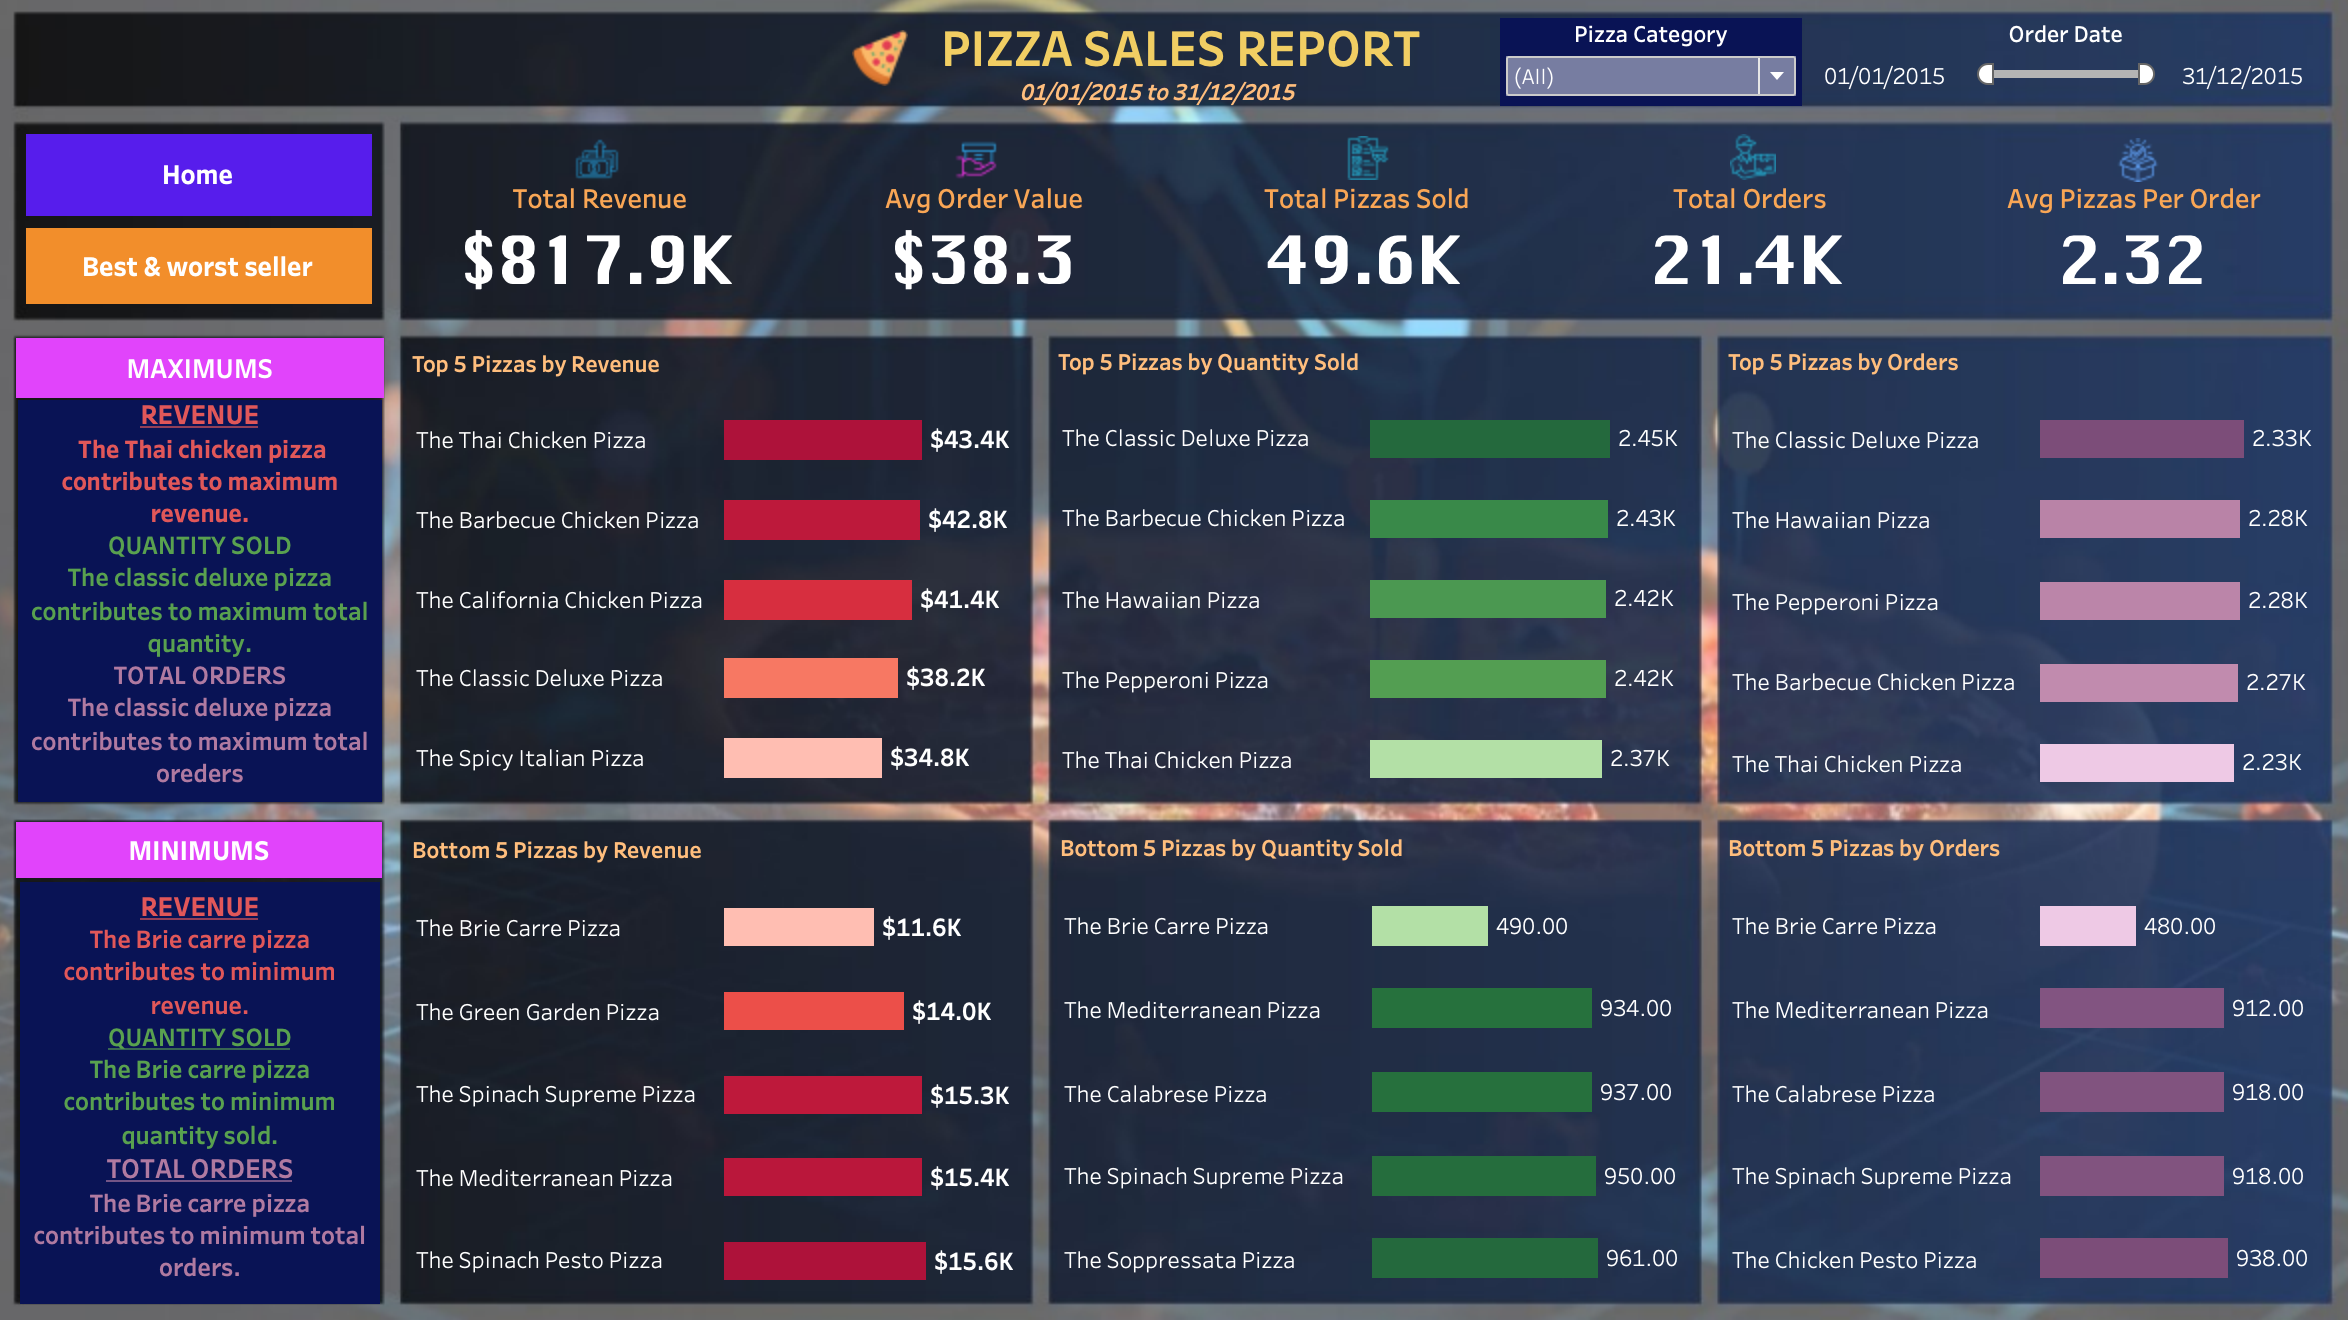 PIZZA SALES REPORT
01/01/2015 to 31/12/2015
Pizza Category
(All)
Order Date
01/01/2015
31/12/2015
Home
Best & worst seller
Total Revenue
$817.9K
Avg Order Value
$38.3
Total Pizzas Sold
49.6K
Total Orders
21.4K
Avg Pizzas Per Order
2.32
MAXIMUMS
REVENUE
The Thai chicken pizza
contributes to maximum
revenue.
QUANTITY SOLD
The classic deluxe pizza
contributes to maximum total
quantity.
TOTAL ORDERS
The classic deluxe pizza
contributes to maximum total
oreders
Top 5 Pizzas by Revenue
The Thai Chicken Pizza $43.4K
The Barbecue Chicken Pizza $42.8K
The California Chicken Pizza $41.4K
The Classic Deluxe Pizza $38.2K
The Spicy Italian Pizza $34.8K
Top 5 Pizzas by Quantity Sold
The Classic Deluxe Pizza 2.45K
The Barbecue Chicken Pizza 2.43K
The Hawaiian Pizza 2.42K
The Pepperoni Pizza 2.42K
The Thai Chicken Pizza 2.37K
Top 5 Pizzas by Orders
The Classic Deluxe Pizza 2.33K
The Hawaiian Pizza 2.28K
The Pepperoni Pizza 2.28K
The Barbecue Chicken Pizza 2.27K
The Thai Chicken Pizza 2.23K
MINIMUMS
REVENUE
The Brie carre pizza
contributes to minimum
revenue.
QUANTITY SOLD
The Brie carre pizza
contributes to minimum
quantity sold.
TOTAL ORDERS
The Brie carre pizza
contributes to minimum total
orders.
Bottom 5 Pizzas by Revenue
The Brie Carre Pizza $11.6K
The Green Garden Pizza $14.0K
The Spinach Supreme Pizza $15.3K
The Mediterranean Pizza $15.4K
The Spinach Pesto Pizza $15.6K
Bottom 5 Pizzas by Quantity Sold
The Brie Carre Pizza 490.00
The Mediterranean Pizza 934.00
The Calabrese Pizza 937.00
The Spinach Supreme Pizza 950.00
The Soppressata Pizza 961.00
Bottom 5 Pizzas by Orders
The Brie Carre Pizza 480.00
The Mediterranean Pizza 912.00
The Calabrese Pizza 918.00
The Spinach Supreme Pizza 918.00
The Chicken Pesto Pizza 938.00